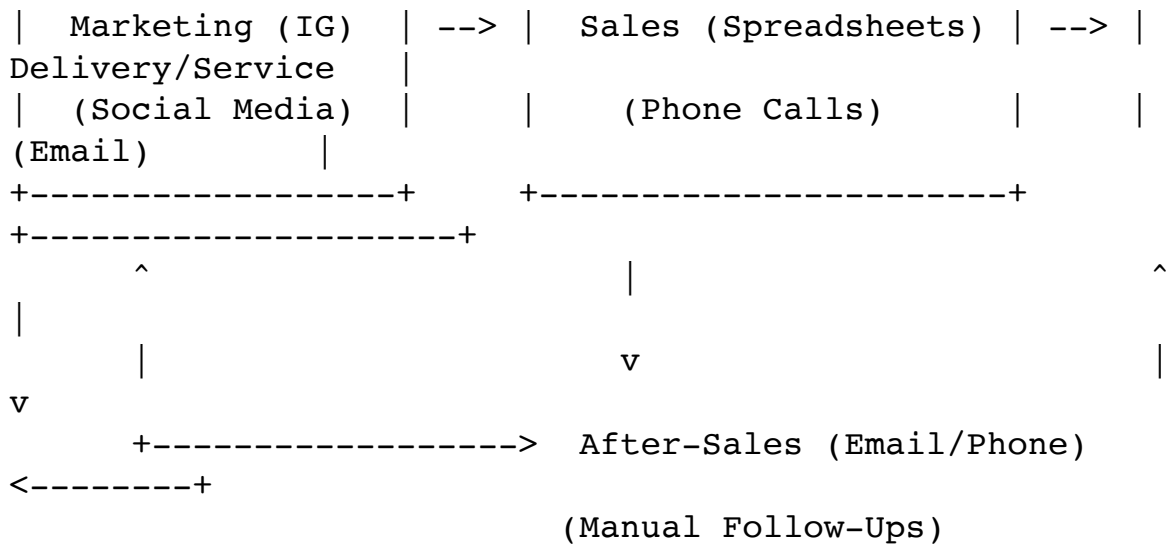 |  Marketing (IG)  | --> |  Sales (Spreadsheets) | --> |
Delivery/Service    |
|  (Social Media)  |     |    (Phone Calls)      |     |
(Email)          |
+------------------+     +-----------------------+
+---------------------+
      ^                        |                         ^
|
      |                        v                         |
v
      +------------------>  After-Sales (Email/Phone)
<--------+
                           (Manual Follow-Ups)